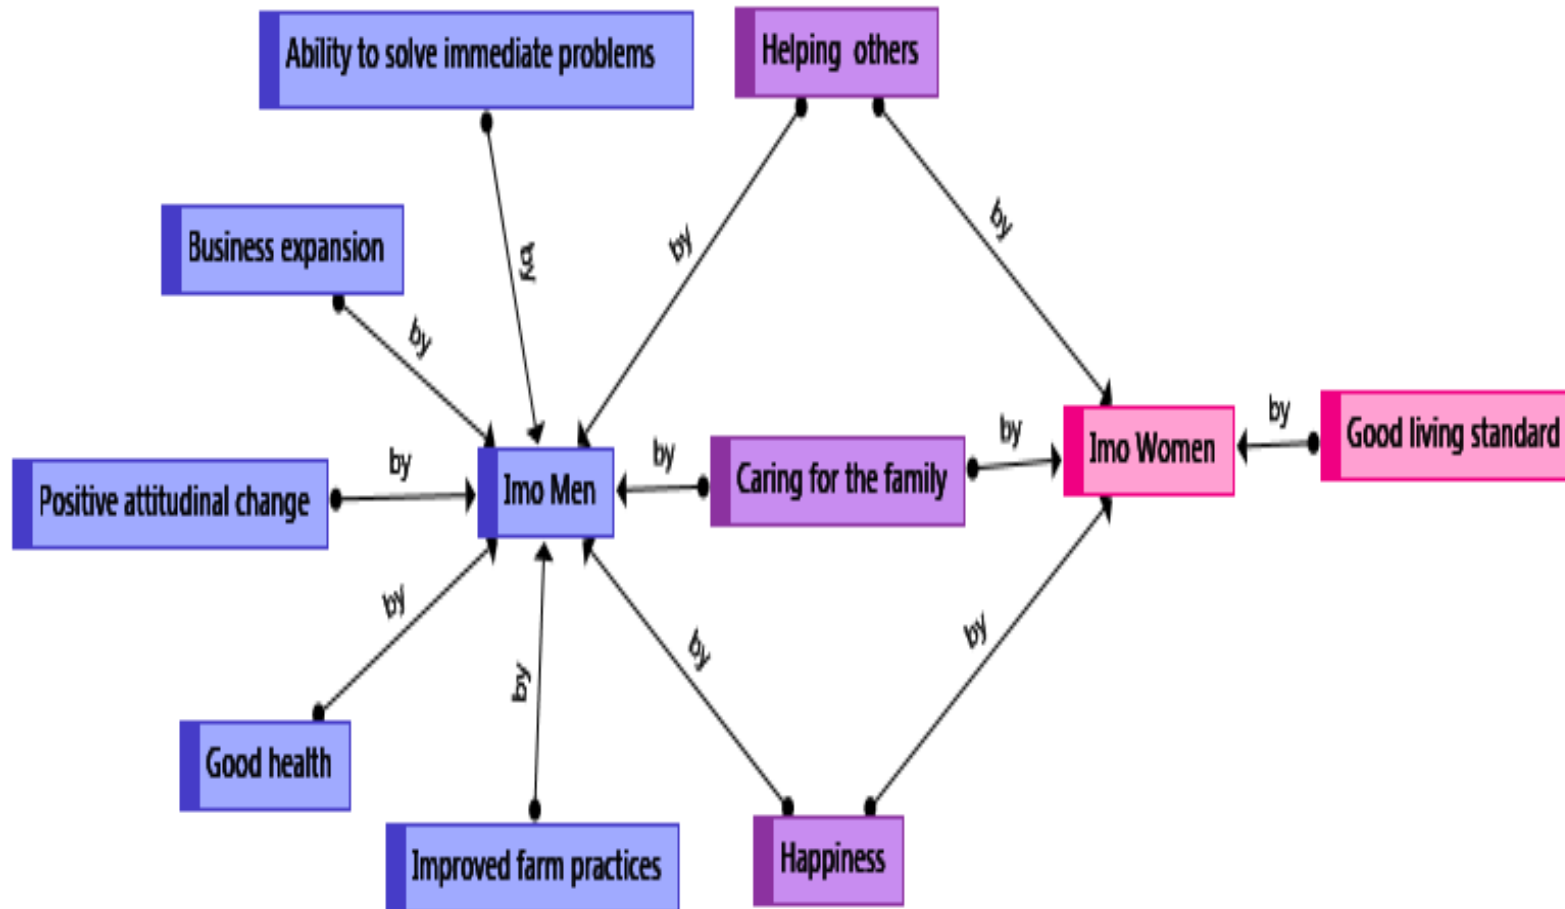 Ability to solve immediate problems
Helping others
by
by
Business expansion
by
by
Positive attitudinal change
by
Imo Men
by
Caring for the family
by
Imo Women
by
Good living standard
by
by
by
by
Good health
Improved farm practices
Happiness